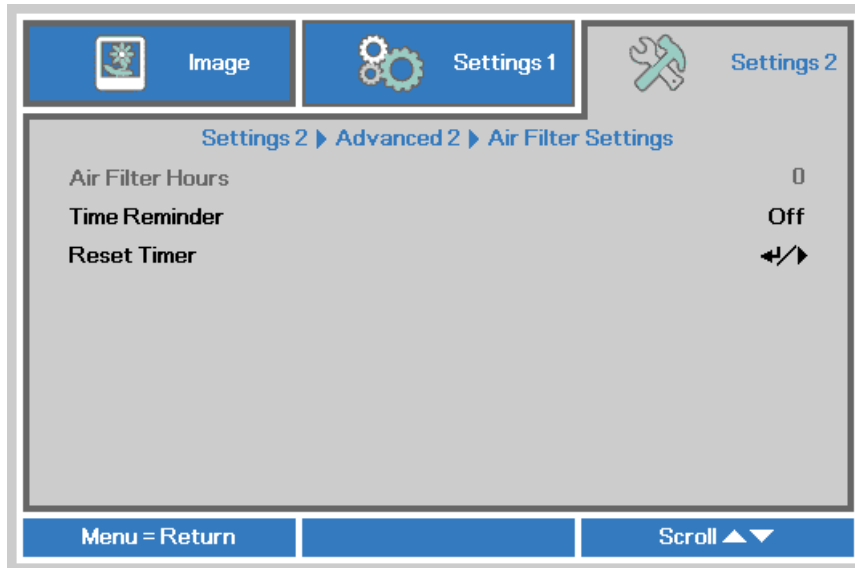 Image Settings 1 Settings 2
Settings 2 ▶ Advanced 2 ▶ Air Filter Settings
Air Filter Hours 0
Time Reminder Off
Reset Timer ↵/▶
Menu = Return Scroll ▲▼